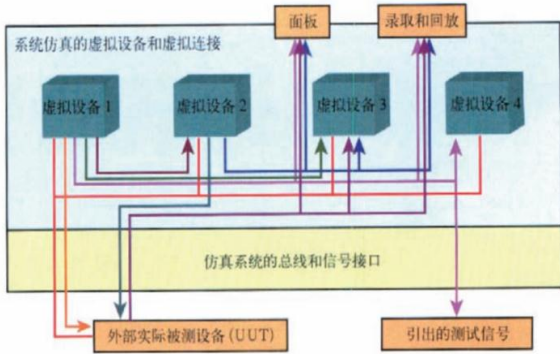 面板
录取和回放
系统仿真的虚拟设备和虚拟连接
虚拟设备 1
虚拟设备 2
虚拟设备 3
虚拟设备 4
仿真系统的总线和信号接口
外部实际被测设备(UUT)
引出的测试信号